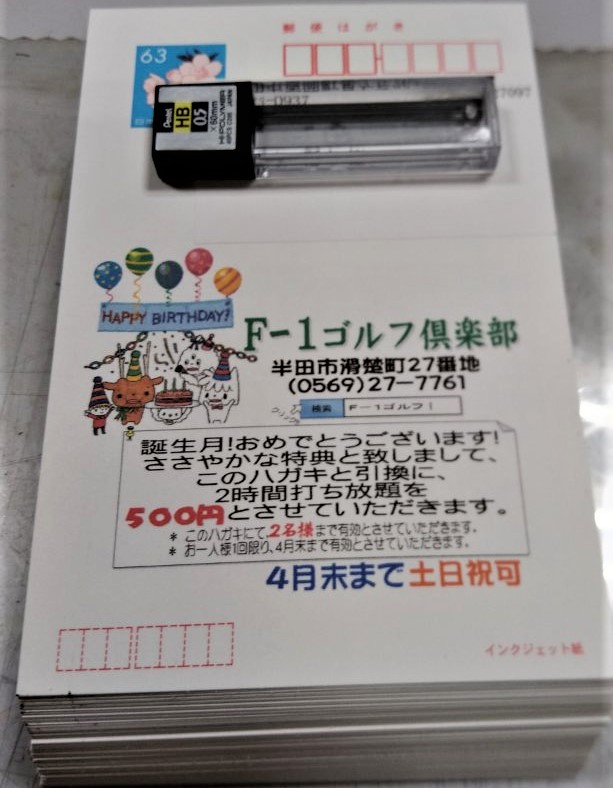 郵便はがき
63
-0937
7097
Pentel
HB
0.5
×60mm
HI-POLYMER
HAPPY BIRTHDAY?
F-1ゴルフ倶楽部
半田市滑楚町27番地
(0569)27-7761
検索 F-1ゴルフ
誕生月!おめでとうございます!
ささやかな特典と致しまして、
このハガキと引換に、
2時間打ち放題を
500円とさせていただきます。
* このハガキにて2名様まで有効とさせていただきます。
* お一人様1回限り、4月末まで有効とさせていただきます。
4月末まで土日祝可
インクジェット紙